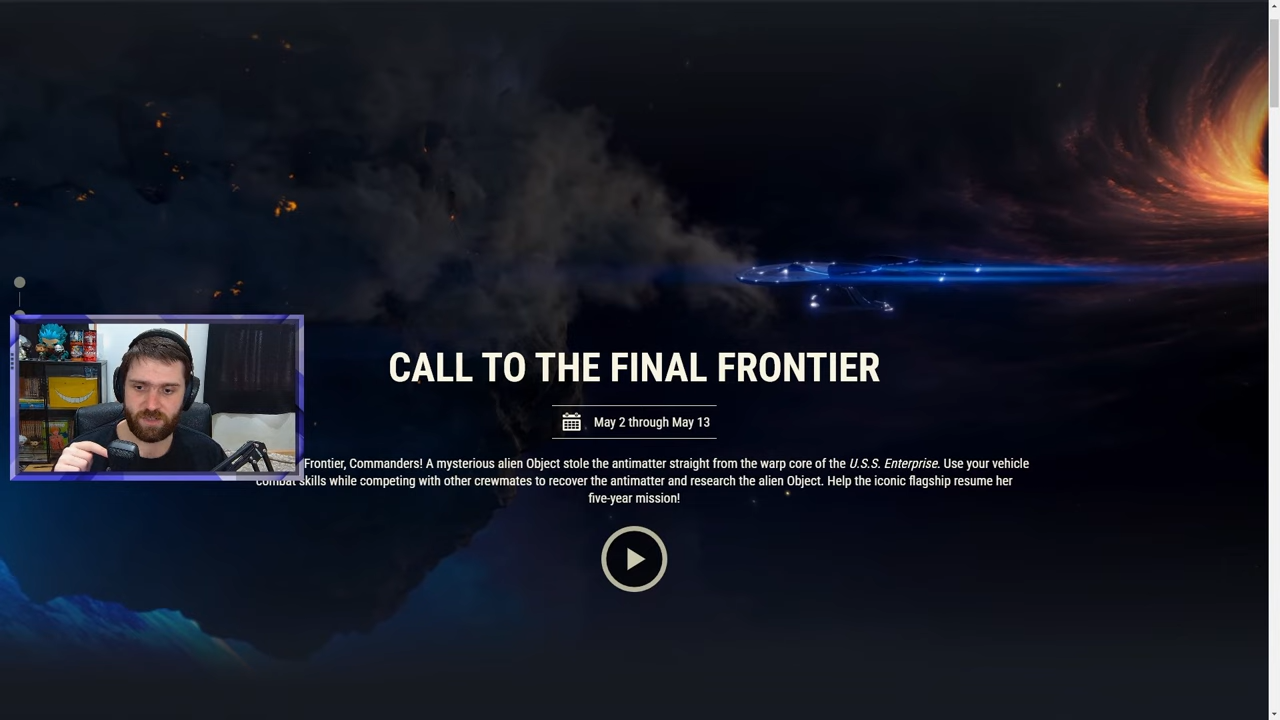 CALL TO THE FINAL FRONTIER
May 2 through May 13
Frontier, Commanders! A mysterious alien Object stole the antimatter straight from the warp core of the U.S.S. Enterprise. Use your vehicle
combat skills while competing with other crewmates to recover the antimatter and research the alien Object. Help the iconic flagship resume her
five-year mission!